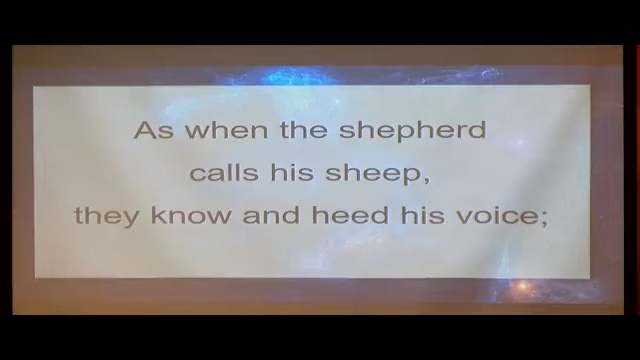 As when the shepherd
calls his sheep,
they know and heed his voice;